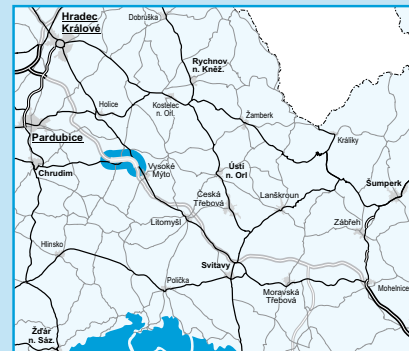 Hradec
Králové
Dobruška
Rychnov
n. Kněž.
Holice
Kostelec
n. Orl.
Žamberk
Králíky
Pardubice
Chrudim
Vysoké
Mýto
Ústí
n. Orl
Šumperk
Česká
Třebová
Lanškroun
Litomyšl
Zábřeh
Hlinsko
Svitavy
Polička
Moravská
Třebová
Mohelnice
Žďár
n. Sáz.